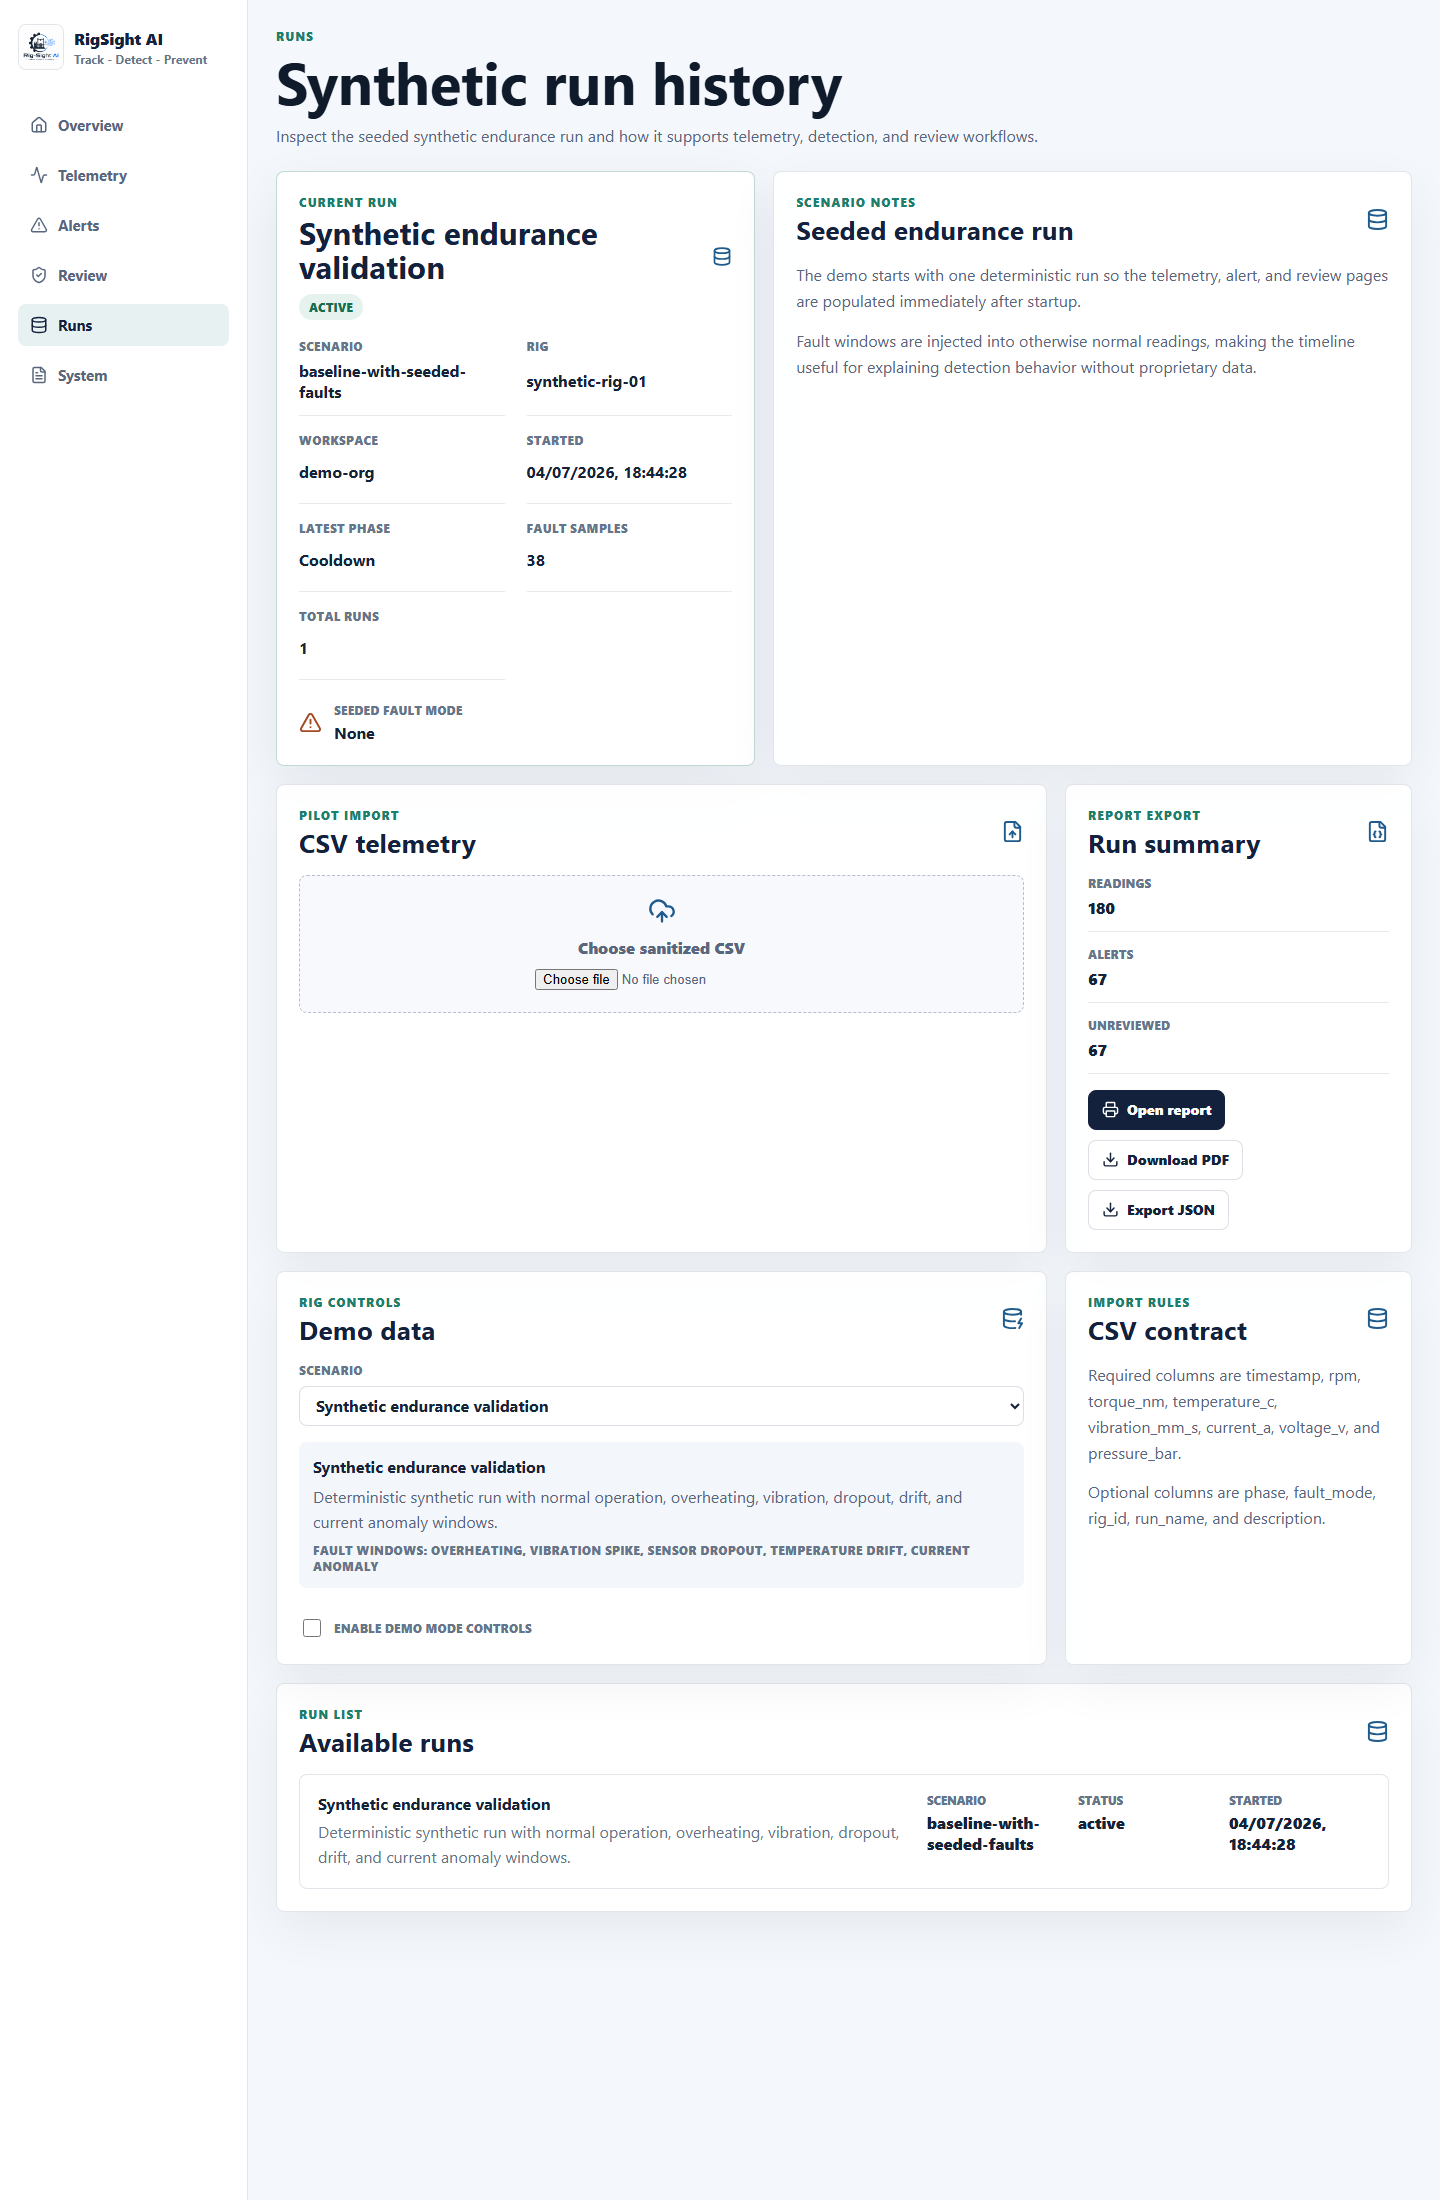 RigSight AI
Track - Detect - Prevent
Overview
Telemetry
Alerts
Review
Runs
System
RUNS
Synthetic run history
Inspect the seeded synthetic endurance run and how it supports telemetry, detection, and review workflows.
CURRENT RUN
Synthetic endurance
validation
ACTIVE
SCENARIO
baseline-with-seeded-
faults
RIG
synthetic-rig-01
WORKSPACE
demo-org
STARTED
04/07/2026, 18:44:28
LATEST PHASE
Cooldown
FAULT SAMPLES
38
TOTAL RUNS
1
SEEDED FAULT MODE
None
SCENARIO NOTES
Seeded endurance run
The demo starts with one deterministic run so the telemetry, alert, and review pages
are populated immediately after startup.
Fault windows are injected into otherwise normal readings, making the timeline
useful for explaining detection behavior without proprietary data.
PILOT IMPORT
CSV telemetry
Choose sanitized CSV
Choose file No file chosen
REPORT EXPORT
Run summary
READINGS
180
ALERTS
67
UNREVIEWED
67
Open report
Download PDF
Export JSON
RIG CONTROLS
Demo data
SCENARIO
Synthetic endurance validation
Synthetic endurance validation
Deterministic synthetic run with normal operation, overheating, vibration, dropout, drift, and
current anomaly windows.
FAULT WINDOWS: OVERHEATING, VIBRATION SPIKE, SENSOR DROPOUT, TEMPERATURE DRIFT, CURRENT
ANOMALY
ENABLE DEMO MODE CONTROLS
IMPORT RULES
CSV contract
Required columns are timestamp, rpm,
torque_nm, temperature_c,
vibration_mm_s, current_a, voltage_v, and
pressure_bar.
Optional columns are phase, fault_mode,
rig_id, run_name, and description.
RUN LIST
Available runs
Synthetic endurance validation
Deterministic synthetic run with normal operation, overheating, vibration, dropout,
drift, and current anomaly windows.
SCENARIO
baseline-with-
seeded-faults
STATUS
active
STARTED
04/07/2026,
18:44:28